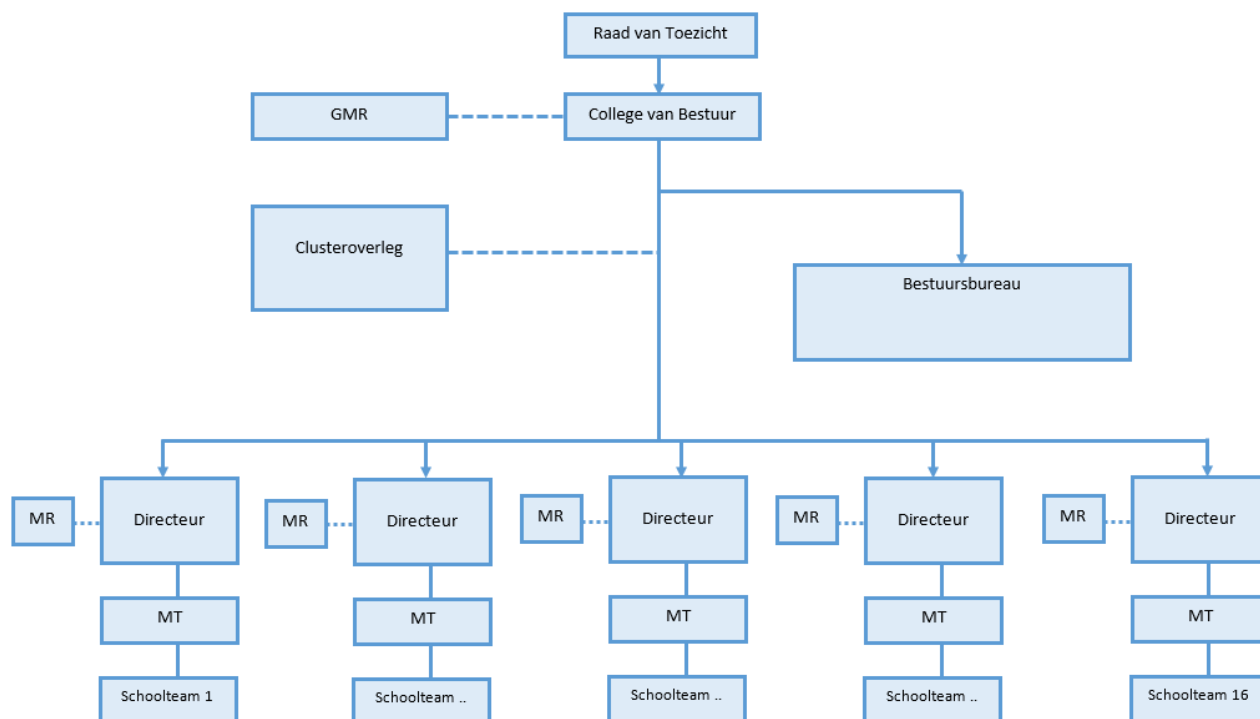 Raad van Toezicht
GMR
College van Bestuur
Clusteroverleg
Bestuursbureau
MR
Directeur
MR
Directeur
MR
Directeur
MR
Directeur
MR
Directeur
MT
MT
MT
MT
MT
Schoolteam 1
Schoolteam ..
Schoolteam ..
Schoolteam ..
Schoolteam 16